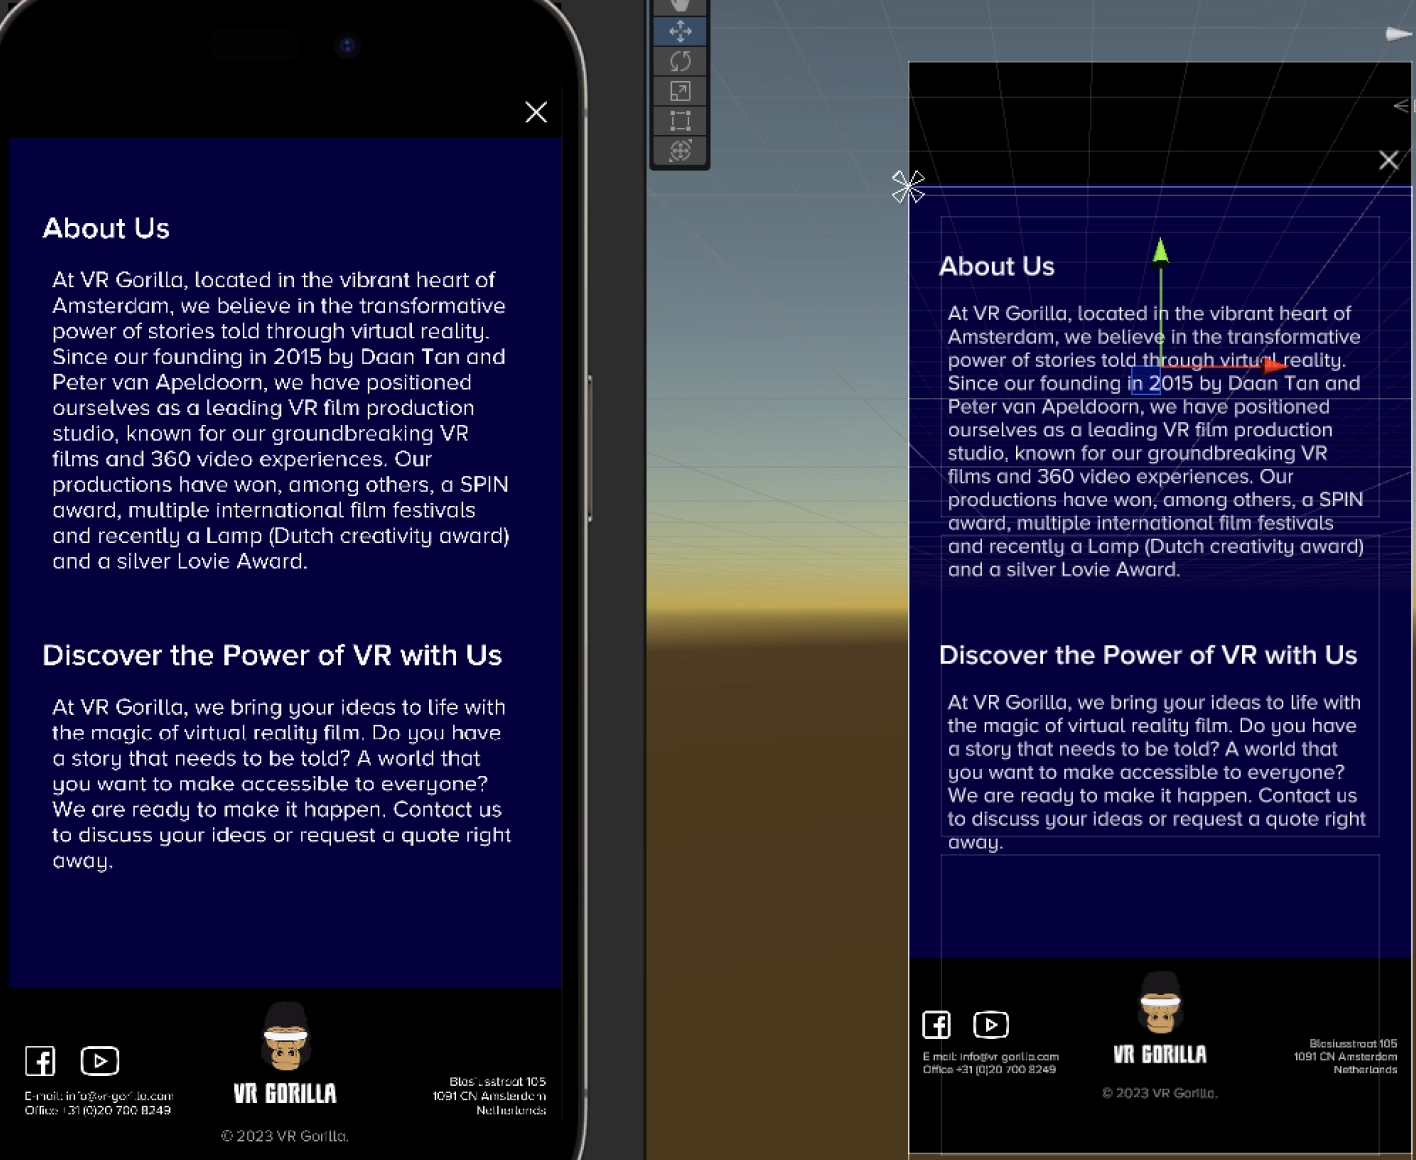 About Us
At VR Gorilla, located in the vibrant heart of
Amsterdam, we believe in the transformative
power of stories told through virtual reality.
Since our founding in 2015 by Daan Tan and
Peter van Apeldoorn, we have positioned
ourselves as a leading VR film production
studio, known for our groundbreaking VR
films and 360 video experiences. Our
productions have won, among others, a SPIN
award, multiple international film festivals
and recently a Lamp (Dutch creativity award)
and a silver Lovie Award.
Discover the Power of VR with Us
At VR Gorilla, we bring your ideas to life with
the magic of virtual reality film. Do you have
a story that needs to be told? A world that
you want to make accessible to everyone?
We are ready to make it happen. Contact us
to discuss your ideas or request a quote right
away.
E-mail: info@vr-gorilla.com
Office +31 (0)20 700 8249
VR GORILLA
Blasiusstraat 105
1091 CN Amsterdam
Netherlands
© 2023 VR Gorilla.
About Us
At VR Gorilla, located in the vibrant heart of
Amsterdam, we believe in the transformative
power of stories told through virtual reality.
Since our founding in 2015 by Daan Tan and
Peter van Apeldoorn, we have positioned
ourselves as a leading VR film production
studio, known for our groundbreaking VR
films and 360 video experiences. Our
productions have won, among others, a SPIN
award, multiple international film festivals
and recently a Lamp (Dutch creativity award)
and a silver Lovie Award.
Discover the Power of VR with Us
At VR Gorilla, we bring your ideas to life with
the magic of virtual reality film. Do you have
a story that needs to be told? A world that
you want to make accessible to everyone?
We are ready to make it happen. Contact us
to discuss your ideas or request a quote right
away.
E-mail: info@vr-gorilla.com
Office +31 (0)20 700 8249
VR GORILLA
Blasiusstraat 105
1091 CN Amsterdam
Netherlands
© 2023 VR Gorilla.